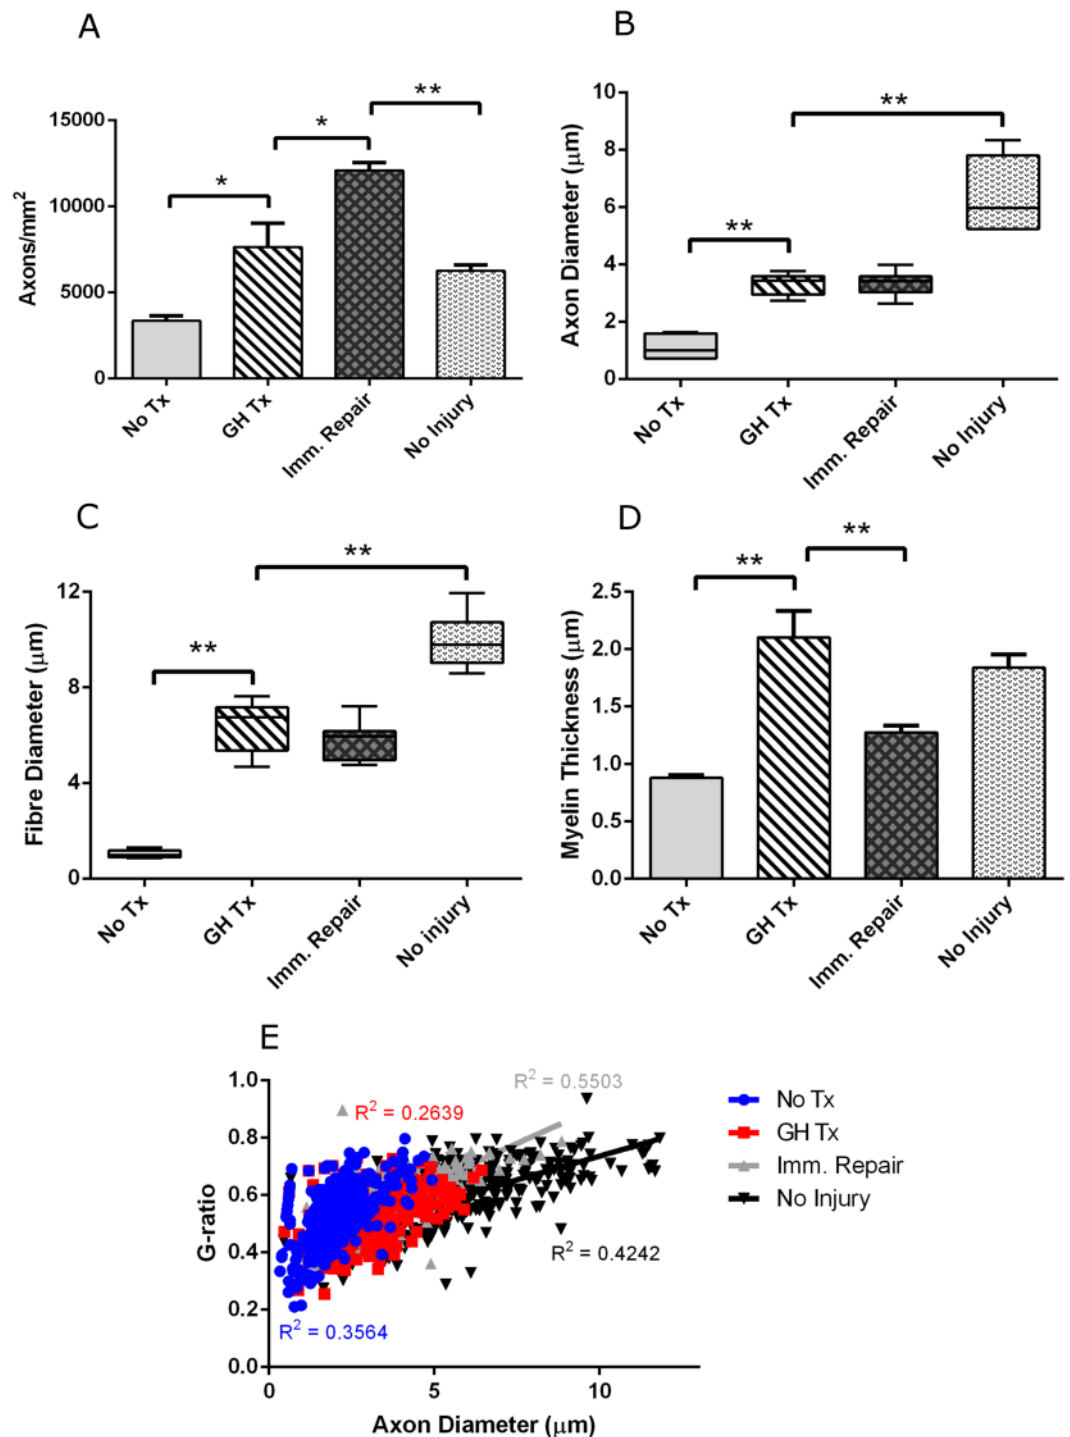 A
Axons/mm²
15000
10000
5000
0
*
*
**
No Tx
GH Tx
Imm. Repair
No Injury
B
Axon Diameter (μm)
10
8
6
4
2
0
**
**
No Tx
GH Tx
Imm. Repair
No Injury
C
Fibre Diameter (μm)
12
8
4
0
**
**
No Tx
GH Tx
Imm. Repair
No injury
D
Myelin Thickness (μm)
2.5
2.0
1.5
1.0
0.5
0.0
**
**
No Tx
GH Tx
Imm. Repair
No Injury
E
G-ratio
1.0
0.8
0.6
0.4
0.2
0.0
R² = 0.5503
R² = 0.2639
R² = 0.4242
R² = 0.3564
0
5
10
Axon Diameter (μm)
No Tx
GH Tx
Imm. Repair
No Injury